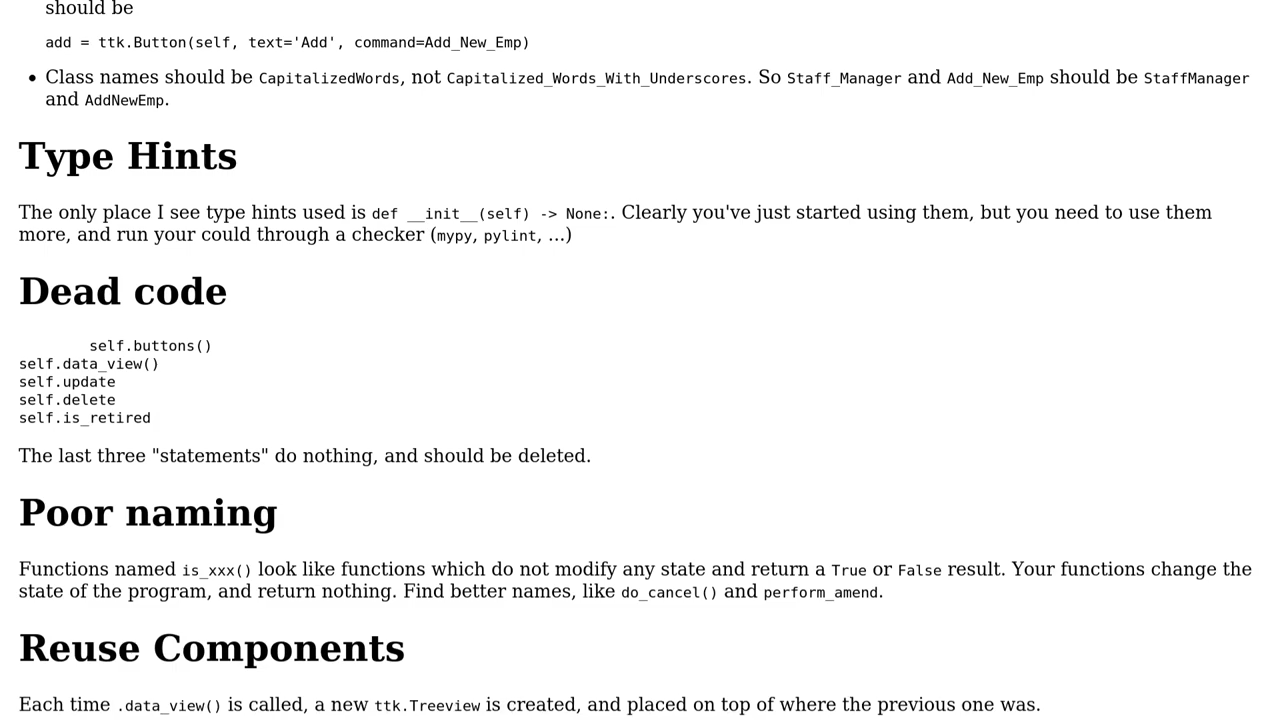 should be
add = ttk.Button(self, text='Add', command=Add_New_Emp)
• Class names should be CapitalizedWords, not Capitalized_Words_With_Underscores. So Staff_Manager and Add_New_Emp should be StaffManager
and AddNewEmp.
Type Hints
The only place I see type hints used is def __init__(self) -> None:. Clearly you've just started using them, but you need to use them
more, and run your could through a checker (mypy, pylint, ...)
Dead code
self.buttons()
self.data_view()
self.update
self.delete
self.is_retired
The last three "statements" do nothing, and should be deleted.
Poor naming
Functions named is_xxx() look like functions which do not modify any state and return a True or False result. Your functions change the
state of the program, and return nothing. Find better names, like do_cancel() and perform_amend.
Reuse Components
Each time .data_view() is called, a new ttk.Treeview is created, and placed on top of where the previous one was.